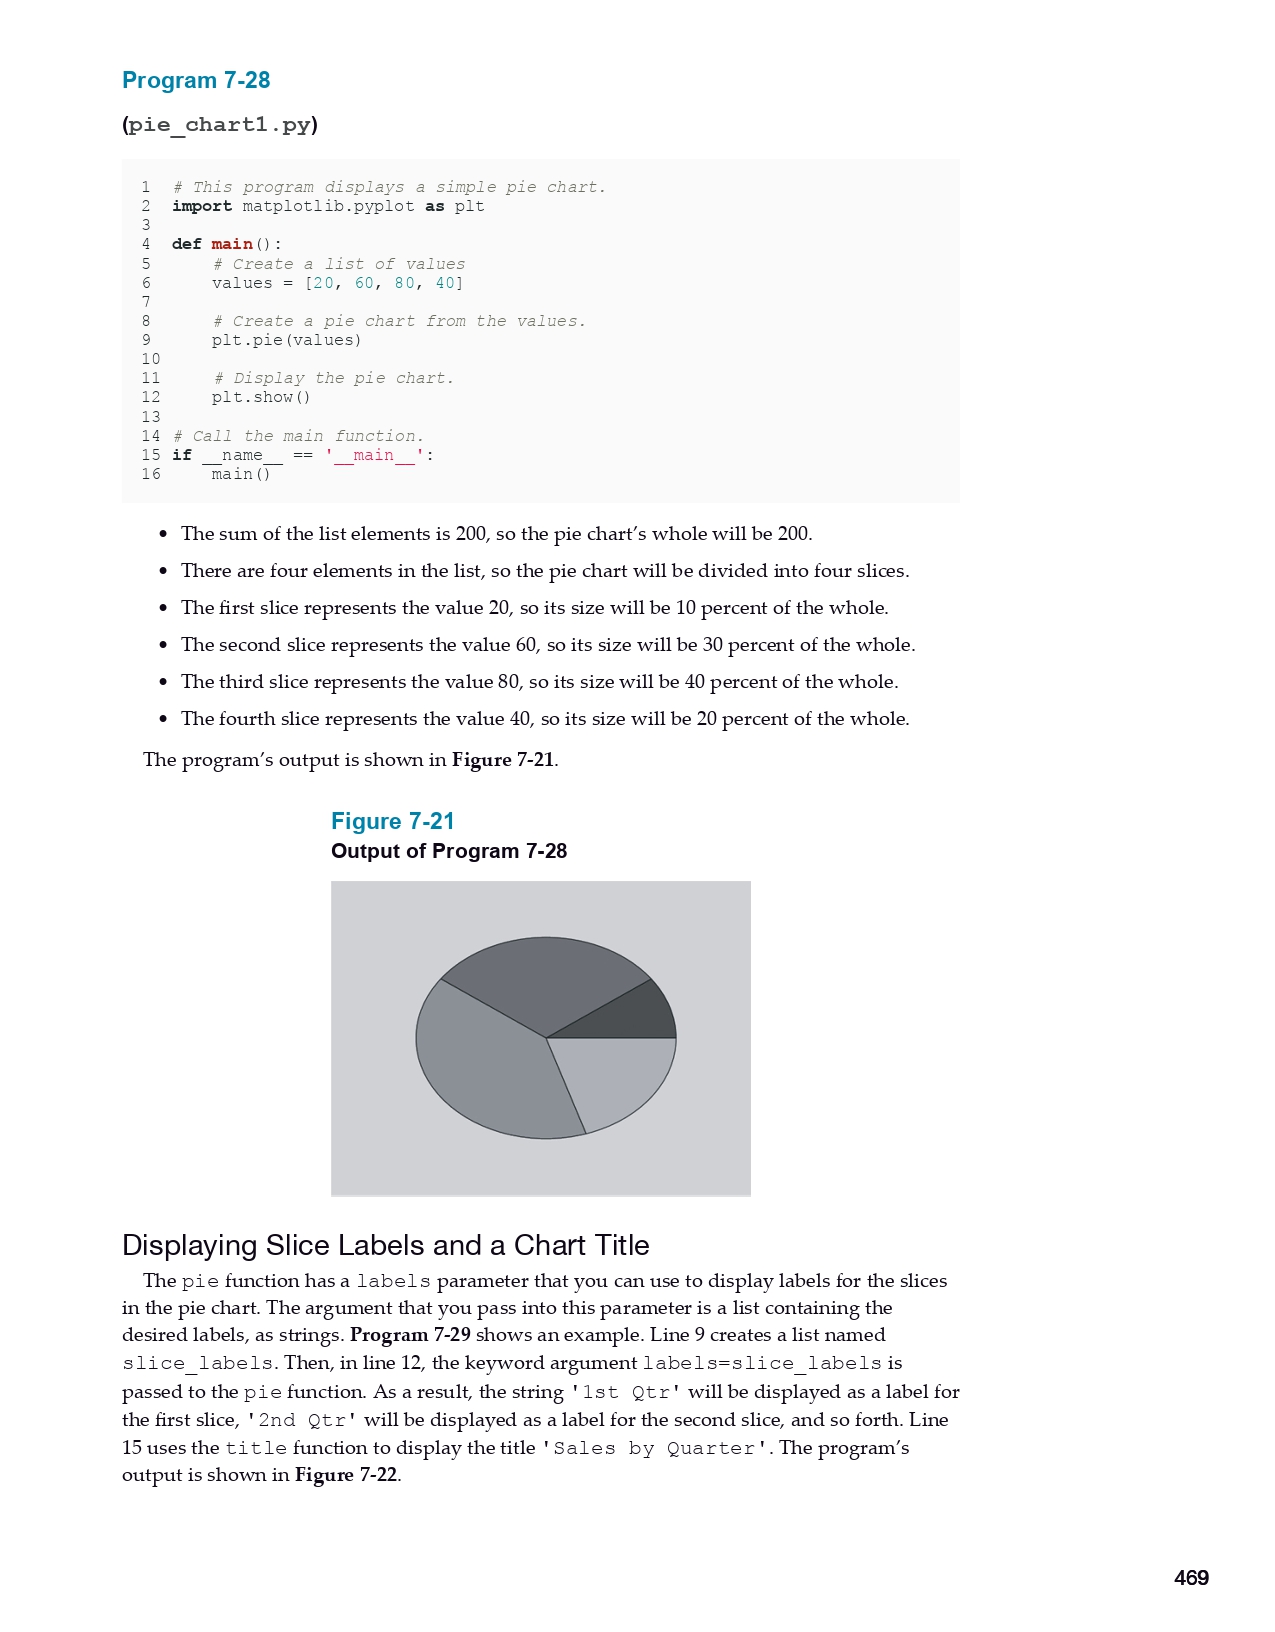 Program 7-28
(pie_chart1.py)
1 # This program displays a simple pie chart.
2 import matplotlib.pyplot as plt
3
4 def main():
5     # Create a list of values
6     values = [20, 60, 80, 40]
7
8     # Create a pie chart from the values.
9     plt.pie(values)
10
11     # Display the pie chart.
12     plt.show()
13
14 # Call the main function.
15 if __name__ == '__main__':
16     main()
• The sum of the list elements is 200, so the pie chart’s whole will be 200.
• There are four elements in the list, so the pie chart will be divided into four slices.
• The first slice represents the value 20, so its size will be 10 percent of the whole.
• The second slice represents the value 60, so its size will be 30 percent of the whole.
• The third slice represents the value 80, so its size will be 40 percent of the whole.
• The fourth slice represents the value 40, so its size will be 20 percent of the whole.
The program’s output is shown in Figure 7-21.
Figure 7-21
Output of Program 7-28
Displaying Slice Labels and a Chart Title
The pie function has a labels parameter that you can use to display labels for the slices
in the pie chart. The argument that you pass into this parameter is a list containing the
desired labels, as strings. Program 7-29 shows an example. Line 9 creates a list named
slice_labels. Then, in line 12, the keyword argument labels=slice_labels is
passed to the pie function. As a result, the string '1st Qtr' will be displayed as a label for
the first slice, '2nd Qtr' will be displayed as a label for the second slice, and so forth. Line
15 uses the title function to display the title 'Sales by Quarter'. The program’s
output is shown in Figure 7-22.
469